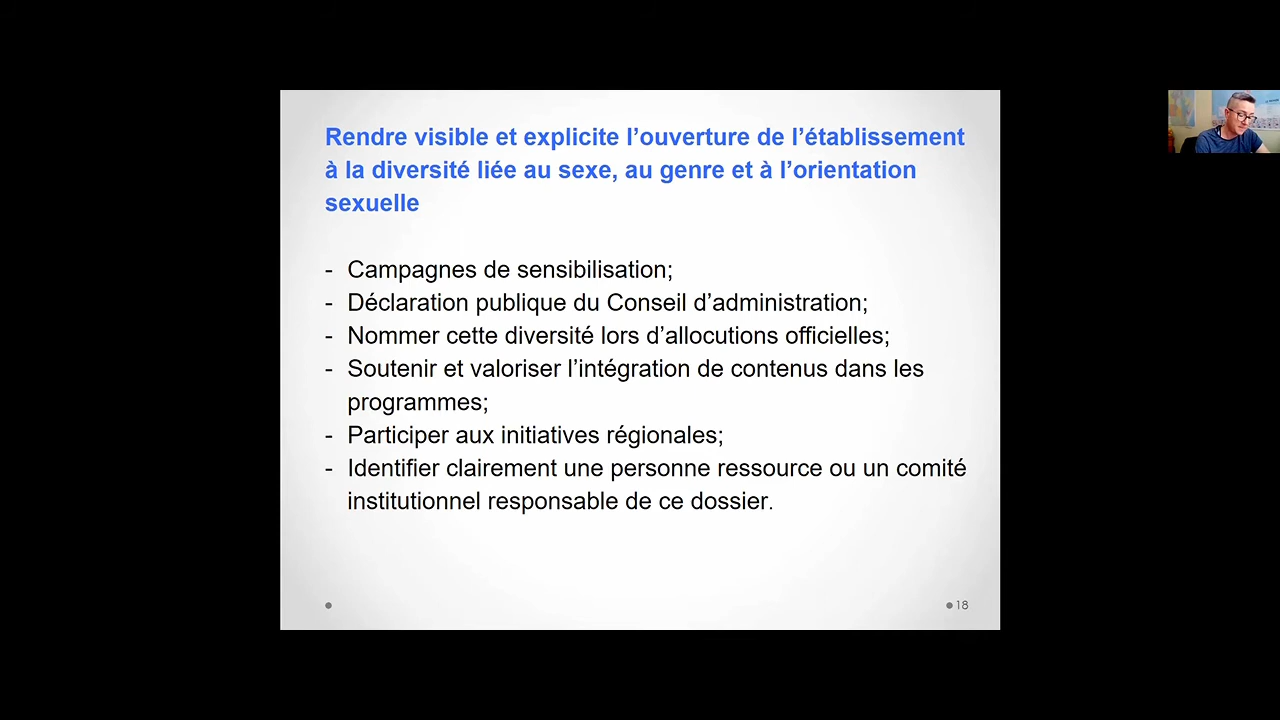 Rendre visible et explicite l’ouverture de l’établissement
à la diversité liée au sexe, au genre et à l’orientation
sexuelle
- Campagnes de sensibilisation;
- Déclaration publique du Conseil d’administration;
- Nommer cette diversité lors d’allocutions officielles;
- Soutenir et valoriser l’intégration de contenus dans les
programmes;
- Participer aux initiatives régionales;
- Identifier clairement une personne ressource ou un comité
institutionnel responsable de ce dossier.
18